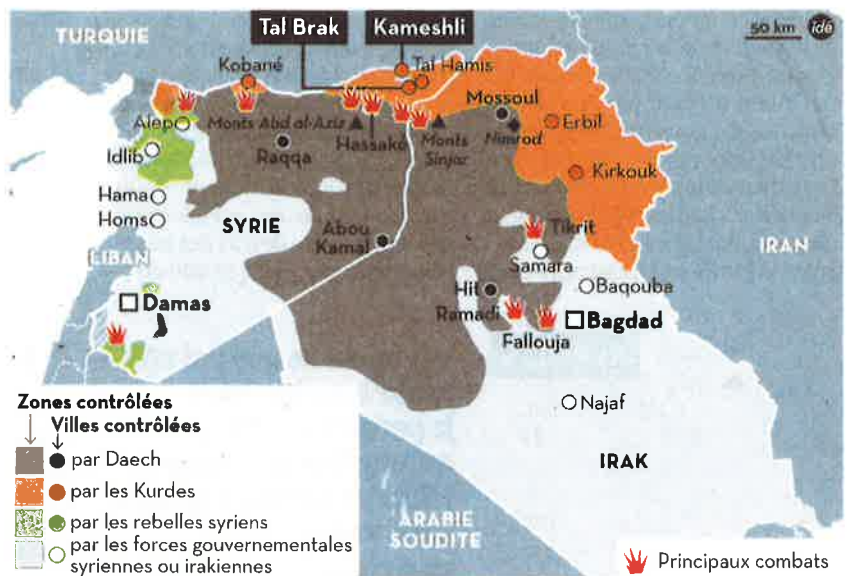 TURQUIE
Tal Brak
Kameshli
50 km
idé
Kobané
Tal Hamis
Mossoul
Alep
Monts Abd al-Aziz
Hassaké
Monts
Sinjar
Nimrod
Erbil
Idlib
Raqqa
Kirkouk
Hama
Homs
SYRIE
Abou
Kamal
Tikrit
Samara
IRAN
LIBAN
Damas
Hit
Ramadi
Baqouba
Bagdad
Fallouja
Najaf
IRAK
ARABIE
SOUDITE
Zones contrôlées
Villes contrôlées
par Daech
par les Kurdes
par les rebelles syriens
par les forces gouvernementales
syriennes ou irakiennes
Principaux combats